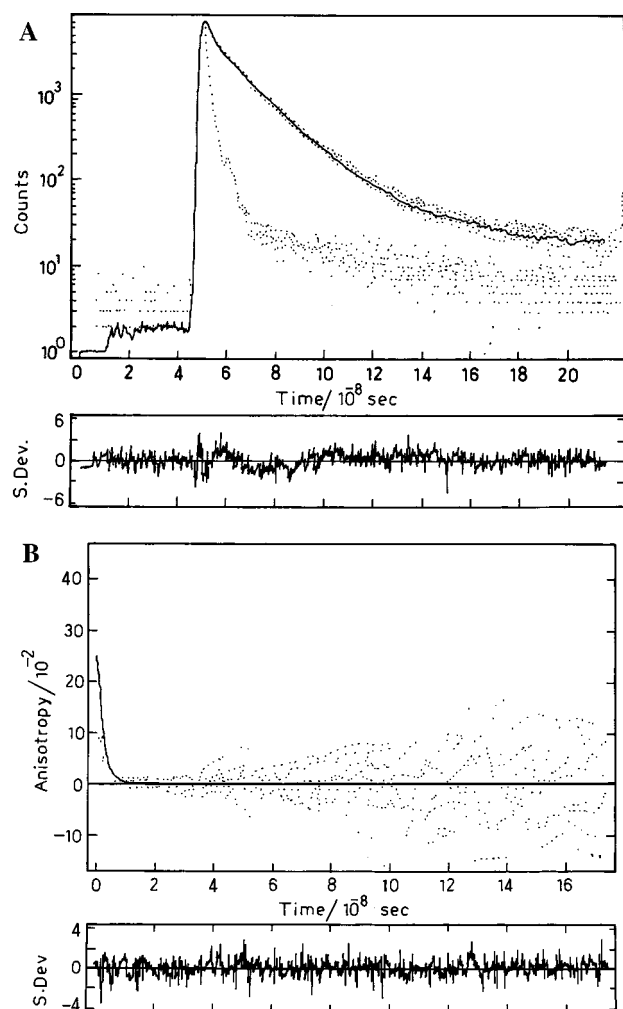 A
10³
10²
10¹
10⁰
Counts
0 2 4 6 8 10 12 14 16 18 20
Time/ 10⁻⁸ sec
6
0
-6
S.Dev.
B
40
30
20
10
0
-10
Anisotropy/10⁻²
0 2 4 6 8 10 12 14 16
Time/ 10⁻⁸ sec
4
0
-4
S.Dev